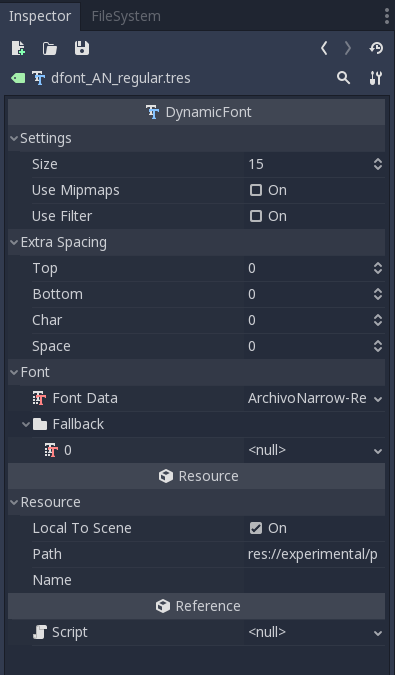 Inspector FileSystem
dfont_AN_regular.tres
DynamicFont
Settings
Size 15
Use Mipmaps On
Use Filter On
Extra Spacing
Top 0
Bottom 0
Char 0
Space 0
Font
Font Data ArchivoNarrow-Re
Fallback
0 <null>
Resource
Resource
Local To Scene On
Path res://experimental/p
Name
Reference
Script <null>